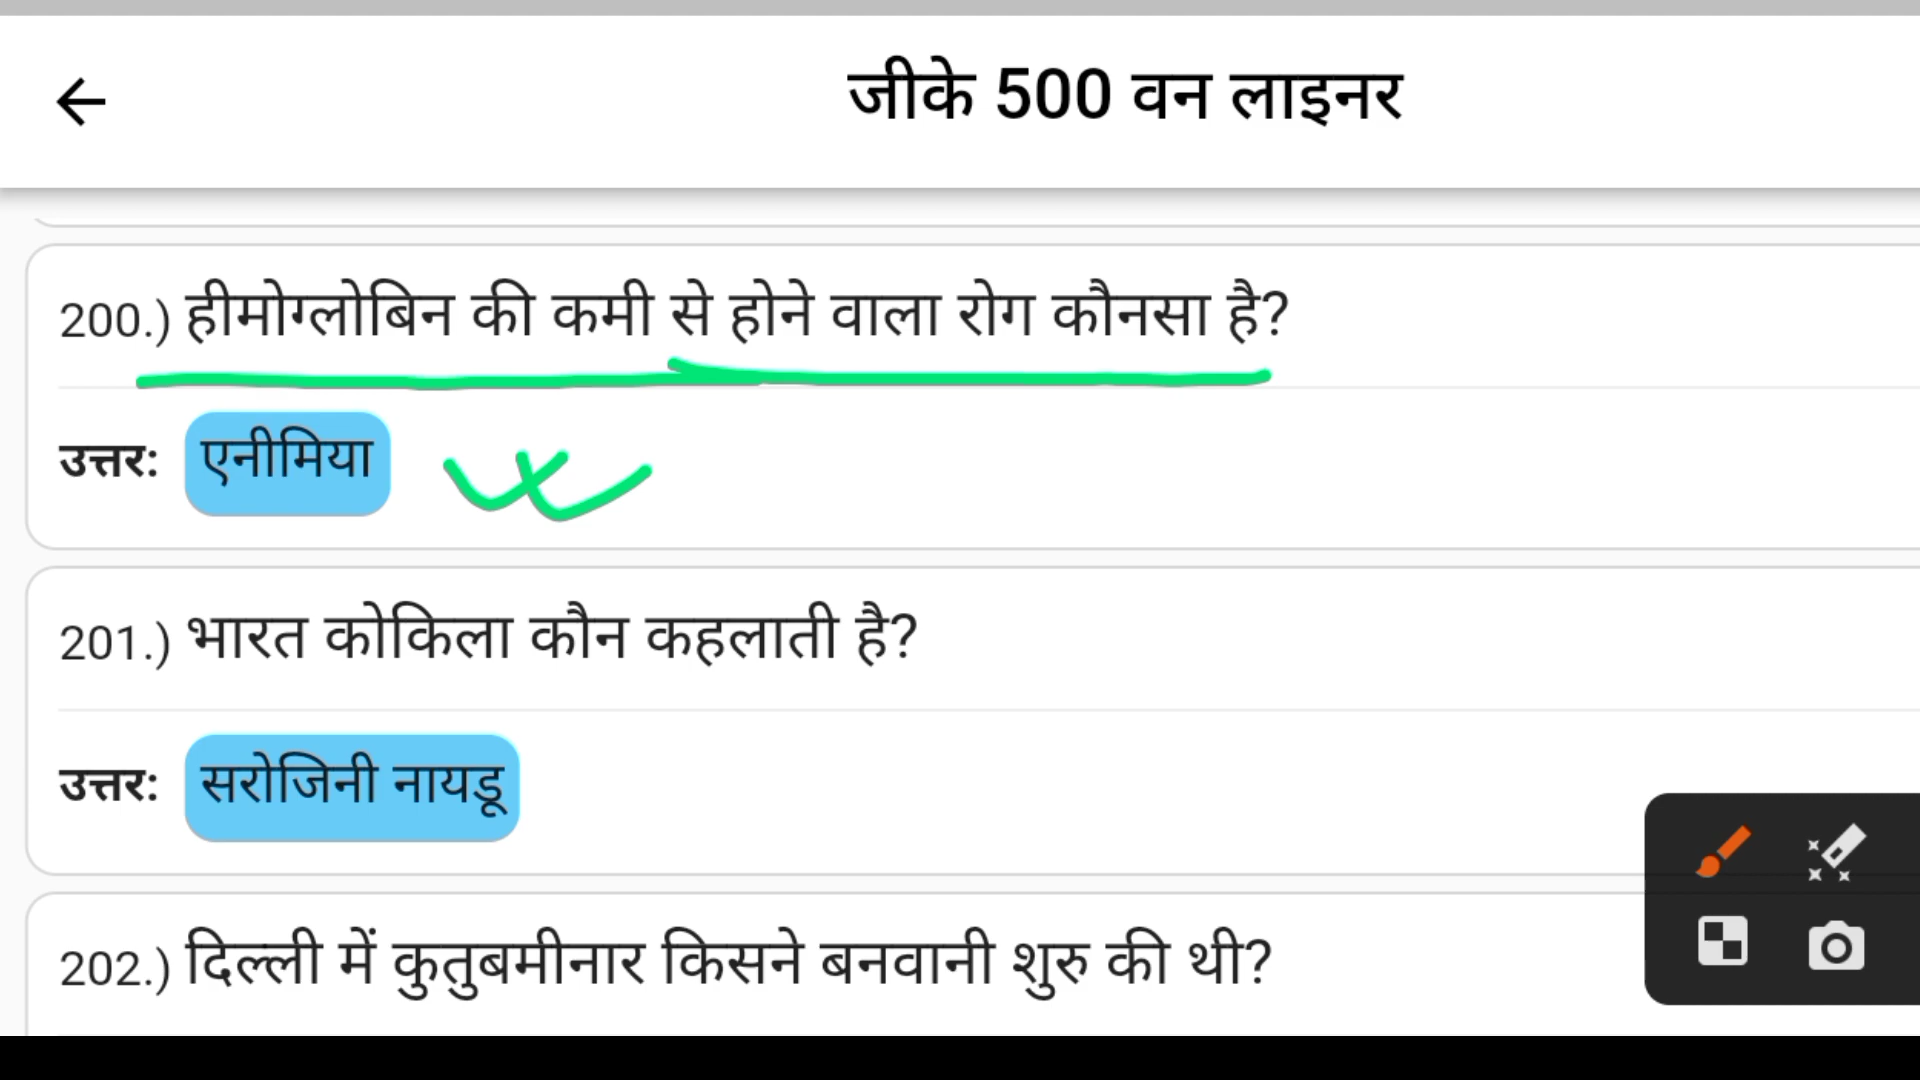 जीके 500 वन लाइनर
200.) हीमोग्लोबिन की कमी से होने वाला रोग कौनसा है?
उत्तर: एनीमिया
201.) भारत कोकिला कौन कहलाती है?
उत्तर: सरोजिनी नायडू
202.) दिल्ली में कुतुबमीनार किसने बनवानी शुरु की थी?